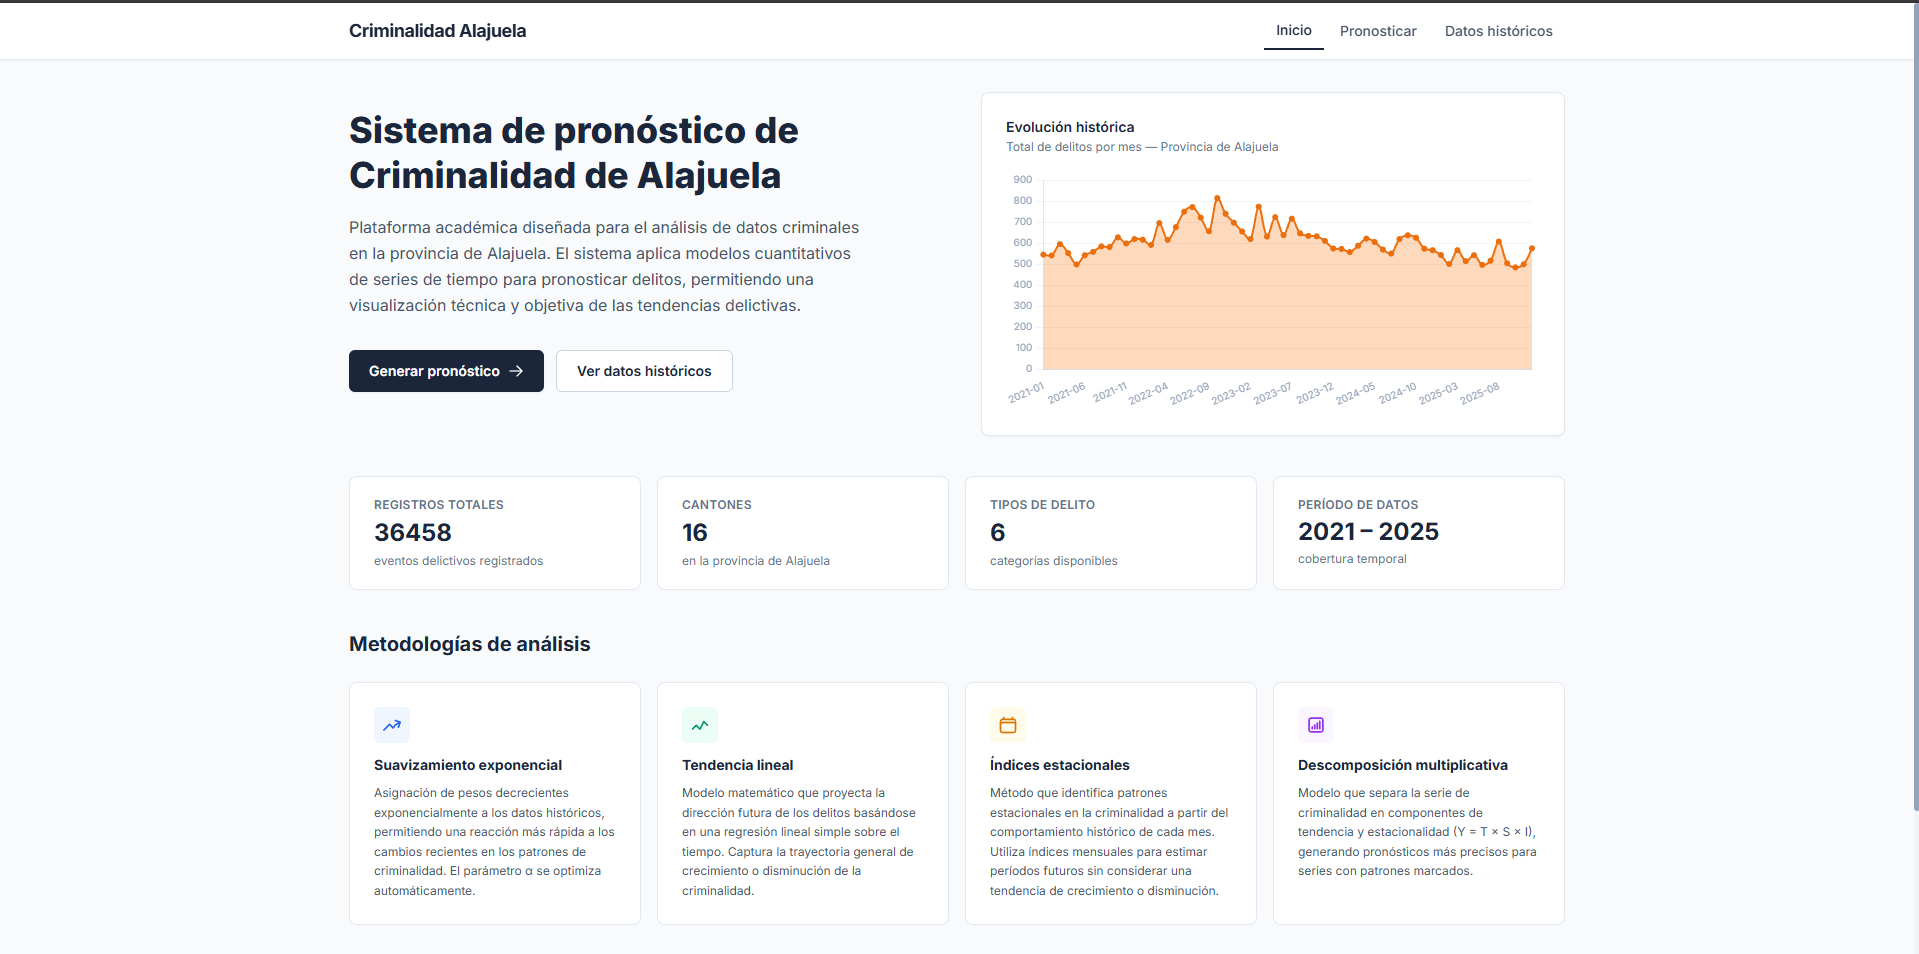 Criminalidad Alajuela
Inicio
Pronosticar
Datos históricos
Sistema de pronóstico de
Criminalidad de Alajuela
Plataforma académica diseñada para el análisis de datos criminales
en la provincia de Alajuela. El sistema aplica modelos cuantitativos
de series de tiempo para pronosticar delitos, permitiendo una
visualización técnica y objetiva de las tendencias delictivas.
Generar pronóstico →
Ver datos históricos
Evolución histórica
Total de delitos por mes — Provincia de Alajuela
900
800
700
600
500
400
300
200
100
0
2021-01
2021-06
2021-11
2022-04
2022-09
2023-02
2023-07
2023-12
2024-05
2024-10
2025-03
2025-08
REGISTROS TOTALES
36458
eventos delictivos registrados
CANTONES
16
en la provincia de Alajuela
TIPOS DE DELITO
6
categorías disponibles
PERÍODO DE DATOS
2021 – 2025
cobertura temporal
Metodologías de análisis
Suavizamiento exponencial
Asignación de pesos decrecientes
exponencialmente a los datos históricos,
permitiendo una reacción más rápida a los
cambios recientes en los patrones de
criminalidad. El parámetro α se optimiza
automáticamente.
Tendencia lineal
Modelo matemático que proyecta la
dirección futura de los delitos basándose
en una regresión lineal simple sobre el
tiempo. Captura la trayectoria general de
crecimiento o disminución de la
criminalidad.
Índices estacionales
Método que identifica patrones
estacionales en la criminalidad a partir del
comportamiento histórico de cada mes.
Utiliza índices mensuales para estimar
períodos futuros sin considerar una
tendencia de crecimiento o disminución.
Descomposición multiplicativa
Modelo que separa la serie de
criminalidad en componentes de
tendencia y estacionalidad (Y = T × S × I),
generando pronósticos más precisos para
series con patrones marcados.